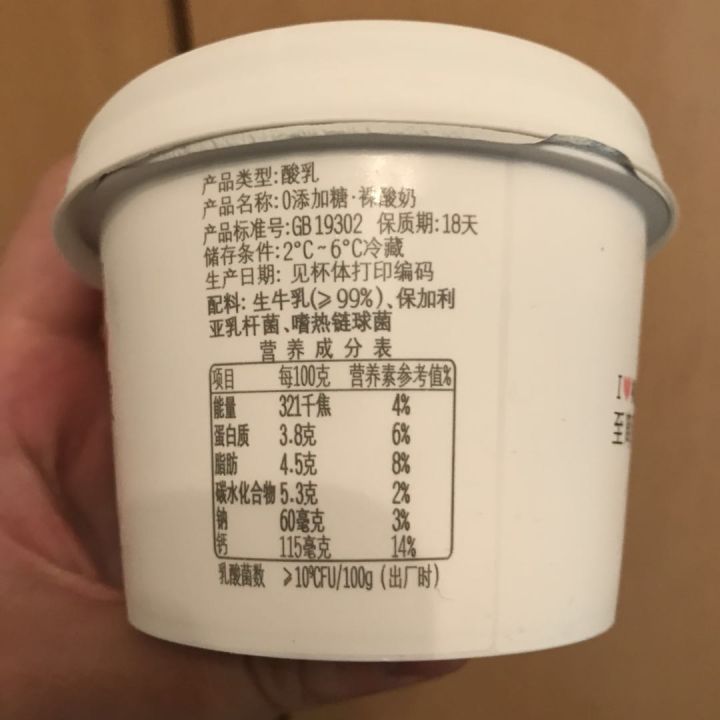 产品类型:酸乳
产品名称:0添加糖·裸酸奶
产品标准号:GB 19302 保质期:18天
储存条件:2°C~6°C冷藏
生产日期: 见杯体打印编码
配料: 生牛乳(≥99%)、保加利
亚乳杆菌、嗜热链球菌
营养成分表
项目 每100克 营养素参考值%
能量 321千焦 4%
蛋白质 3.8克 6%
脂肪 4.5克 8%
碳水化合物 5.3克 2%
钠 60毫克 3%
钙 115毫克 14%
乳酸菌数 ≥10⁹CFU/100g (出厂时)
I♥
至